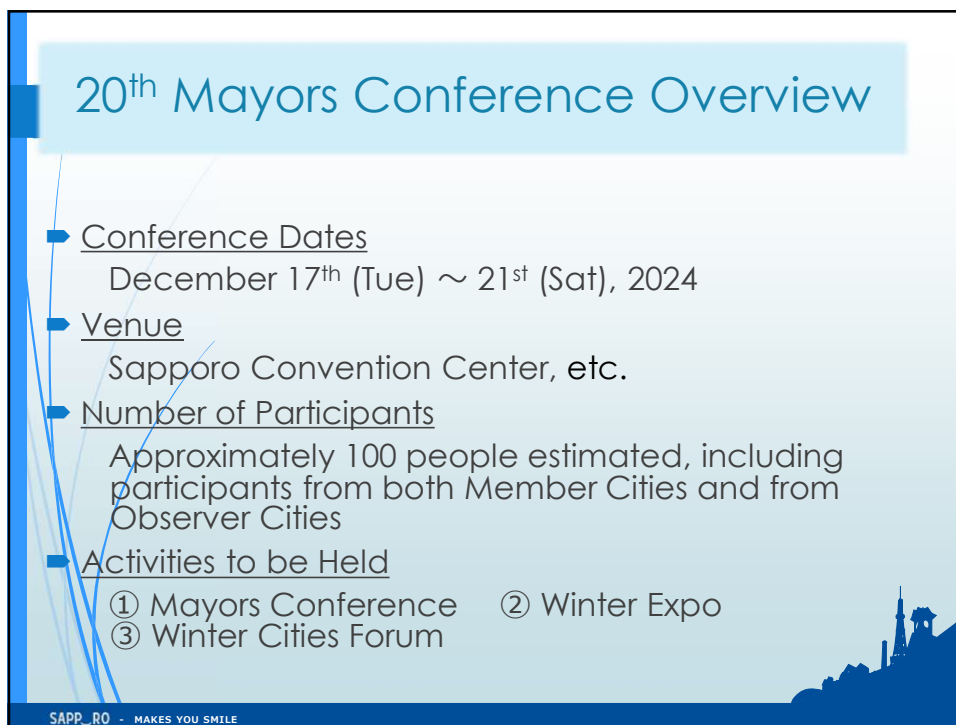 20th Mayors Conference Overview
Conference Dates
December 17th (Tue) ～ 21st (Sat), 2024
Venue
Sapporo Convention Center, etc.
Number of Participants
Approximately 100 people estimated, including
participants from both Member Cities and from
Observer Cities
Activities to be Held
① Mayors Conference ② Winter Expo
③ Winter Cities Forum
SAPP_RO - MAKES YOU SMILE